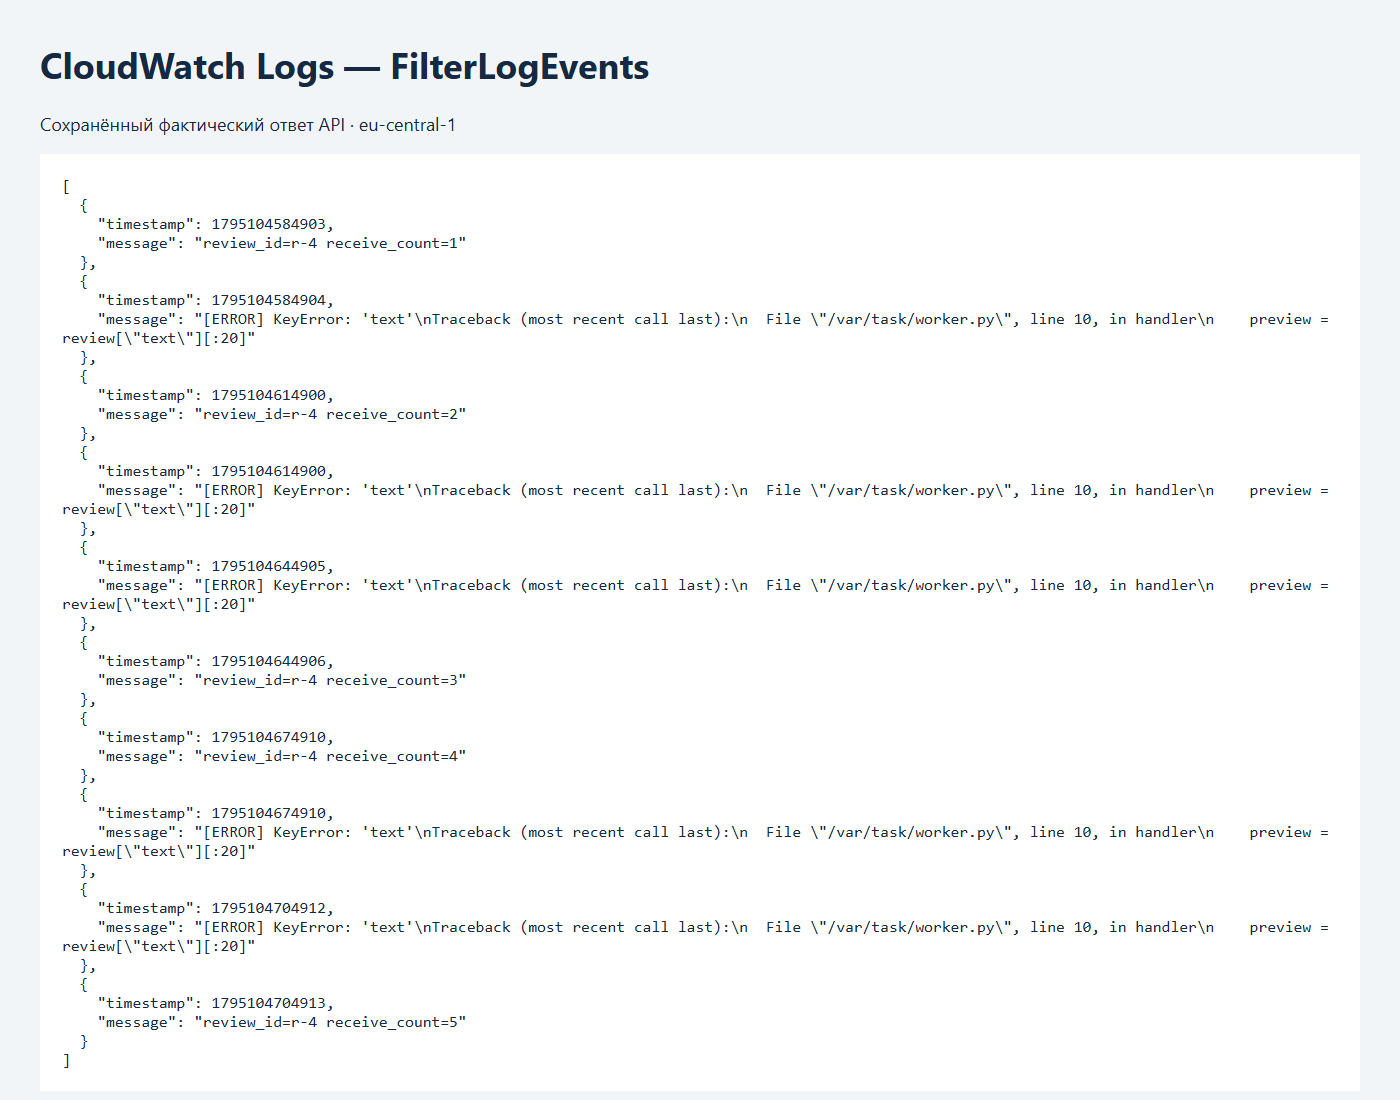 CloudWatch Logs — FilterLogEvents
Сохранённый фактический ответ API · eu-central-1
[
  {
    "timestamp": 1795104584903,
    "message": "review_id=r-4 receive_count=1"
  },
  {
    "timestamp": 1795104584904,
    "message": "[ERROR] KeyError: 'text'\nTraceback (most recent call last):\n  File \"/var/task/worker.py\", line 10, in handler\n    preview =
review[\"text\"][:20]"
  },
  {
    "timestamp": 1795104614900,
    "message": "review_id=r-4 receive_count=2"
  },
  {
    "timestamp": 1795104614900,
    "message": "[ERROR] KeyError: 'text'\nTraceback (most recent call last):\n  File \"/var/task/worker.py\", line 10, in handler\n    preview =
review[\"text\"][:20]"
  },
  {
    "timestamp": 1795104644905,
    "message": "[ERROR] KeyError: 'text'\nTraceback (most recent call last):\n  File \"/var/task/worker.py\", line 10, in handler\n    preview =
review[\"text\"][:20]"
  },
  {
    "timestamp": 1795104644906,
    "message": "review_id=r-4 receive_count=3"
  },
  {
    "timestamp": 1795104674910,
    "message": "review_id=r-4 receive_count=4"
  },
  {
    "timestamp": 1795104674910,
    "message": "[ERROR] KeyError: 'text'\nTraceback (most recent call last):\n  File \"/var/task/worker.py\", line 10, in handler\n    preview =
review[\"text\"][:20]"
  },
  {
    "timestamp": 1795104704912,
    "message": "[ERROR] KeyError: 'text'\nTraceback (most recent call last):\n  File \"/var/task/worker.py\", line 10, in handler\n    preview =
review[\"text\"][:20]"
  },
  {
    "timestamp": 1795104704913,
    "message": "review_id=r-4 receive_count=5"
  }
]